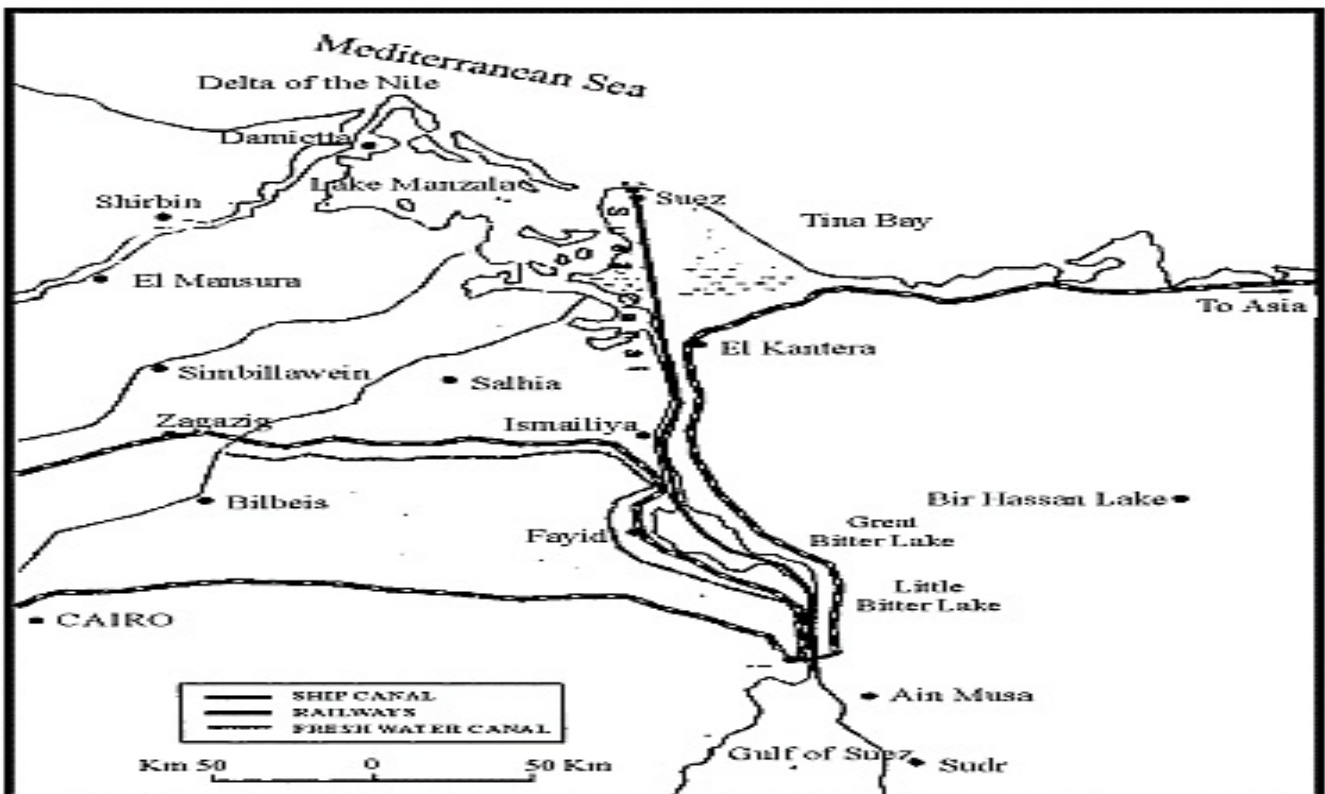 Mediterranean Sea
Delta of the Nile
Damietta
Lake Manzala
Suez
Shirbin
Tina Bay
El Mansura
To Asia
El Kantera
Simbillawein
Salhia
Zagazig
Ismailiya
Bilbeis
Bir Hassan Lake
Fayid
Great
Bitter Lake
Little
Bitter Lake
CAIRO
SHIP CANAL
RAILWAYS
FRESH WATER CANAL
Ain Musa
Gulf of Suez
Sudr
Km 50 0 50 Km